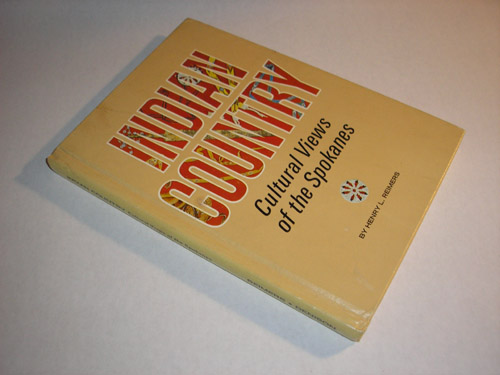 INDIAN
COUNTRY
Cultural Views
of the Spokanes
BY HENRY L. REIMERS